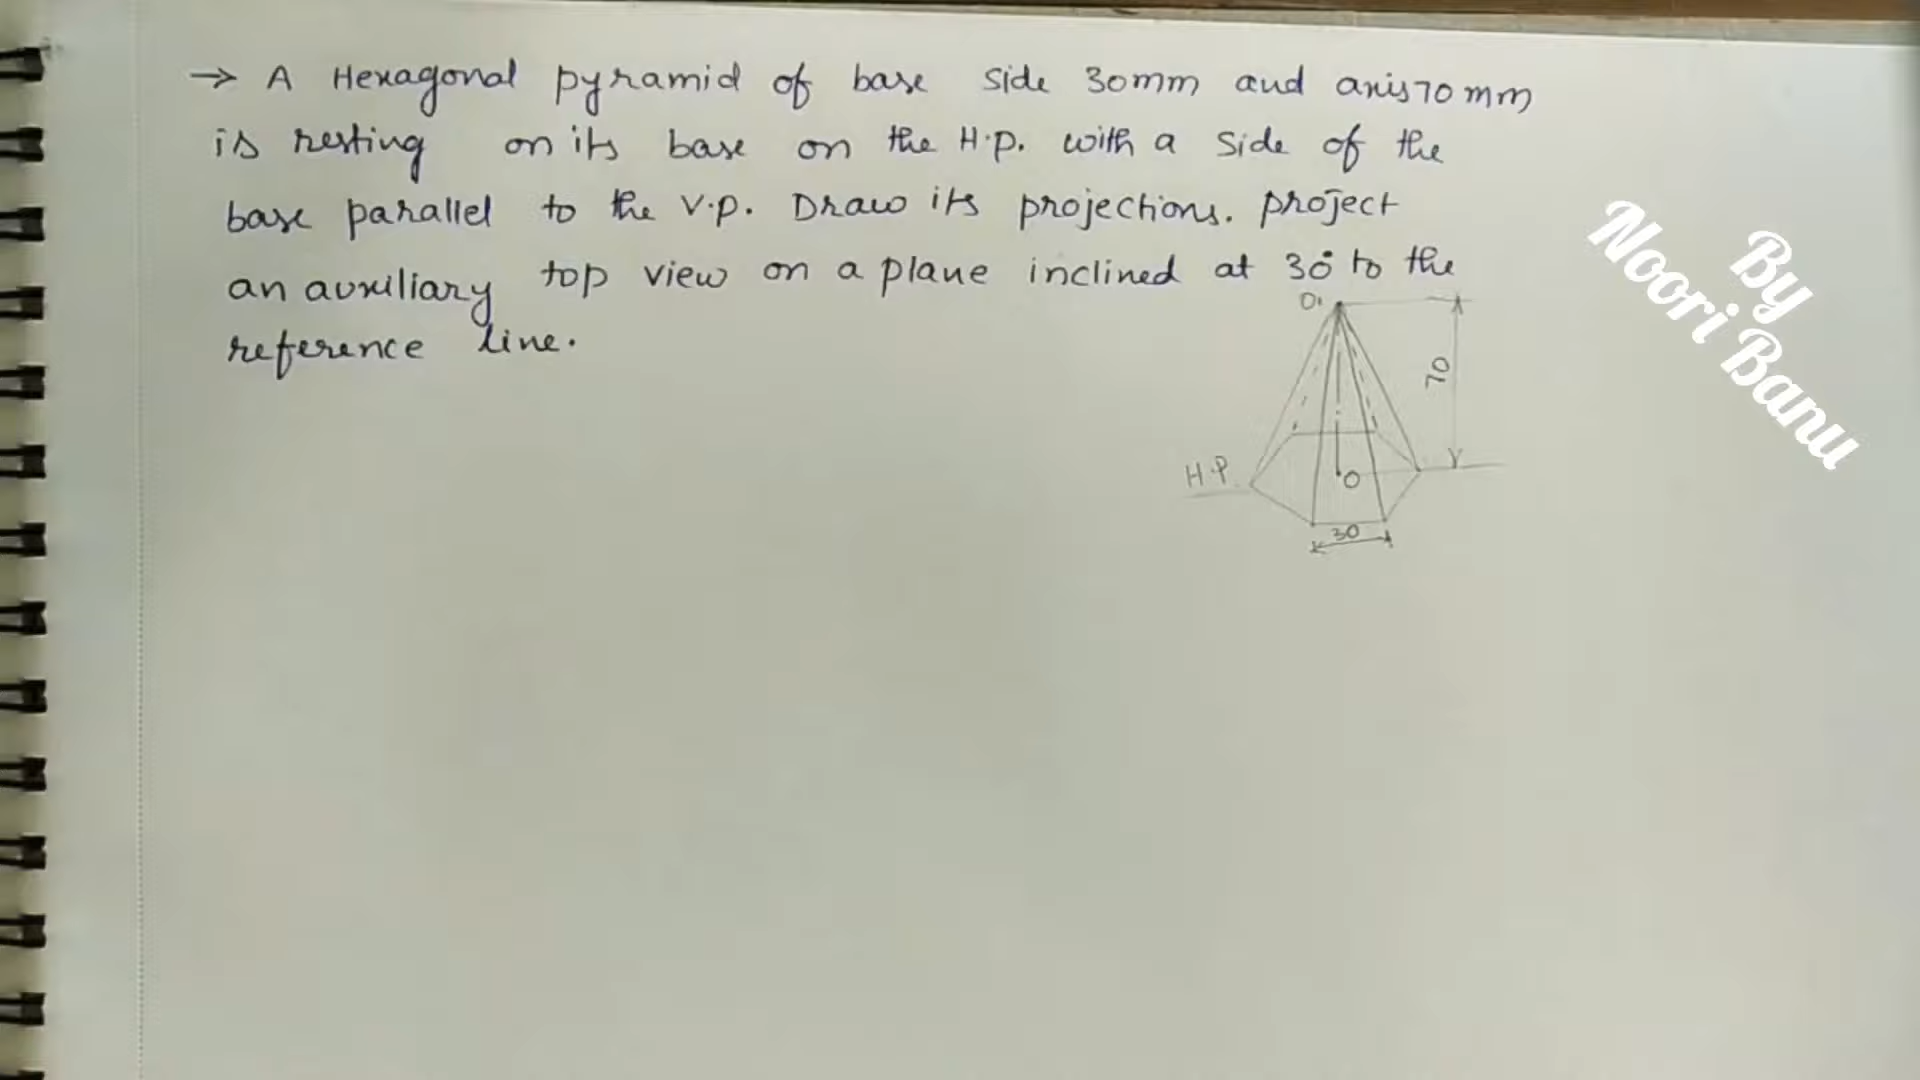 → A Hexagonal pyramid of base side 30mm and axis 70 mm
is resting on its base on the H.P. with a side of the
base parallel to the V.P. Draw its projections. project
an auxiliary top view on a plane inclined at 30° to the
reference line.
O1
70
H.P.
O
30
By
Noori Banu